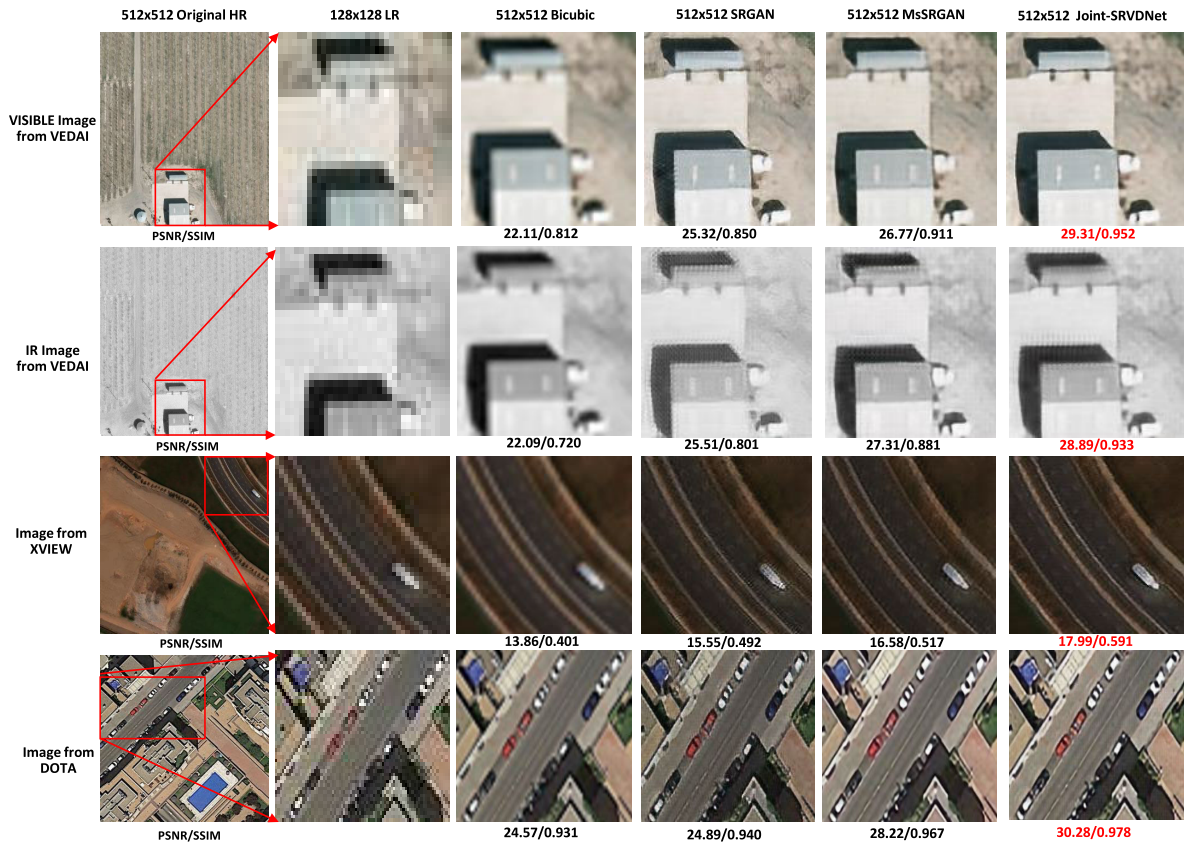 512x512 Original HR 128x128 LR 512x512 Bicubic 512x512 SRGAN 512x512 MsSRGAN 512x512 Joint-SRVDNet
VISIBLE Image
from VEDAI
PSNR/SSIM 22.11/0.812 25.32/0.850 26.77/0.911 29.31/0.952
IR Image
from VEDAI
PSNR/SSIM 22.09/0.720 25.51/0.801 27.31/0.881 28.89/0.933
Image from
XVIEW
PSNR/SSIM 13.86/0.401 15.55/0.492 16.58/0.517 17.99/0.591
Image from
DOTA
PSNR/SSIM 24.57/0.931 24.89/0.940 28.22/0.967 30.28/0.978